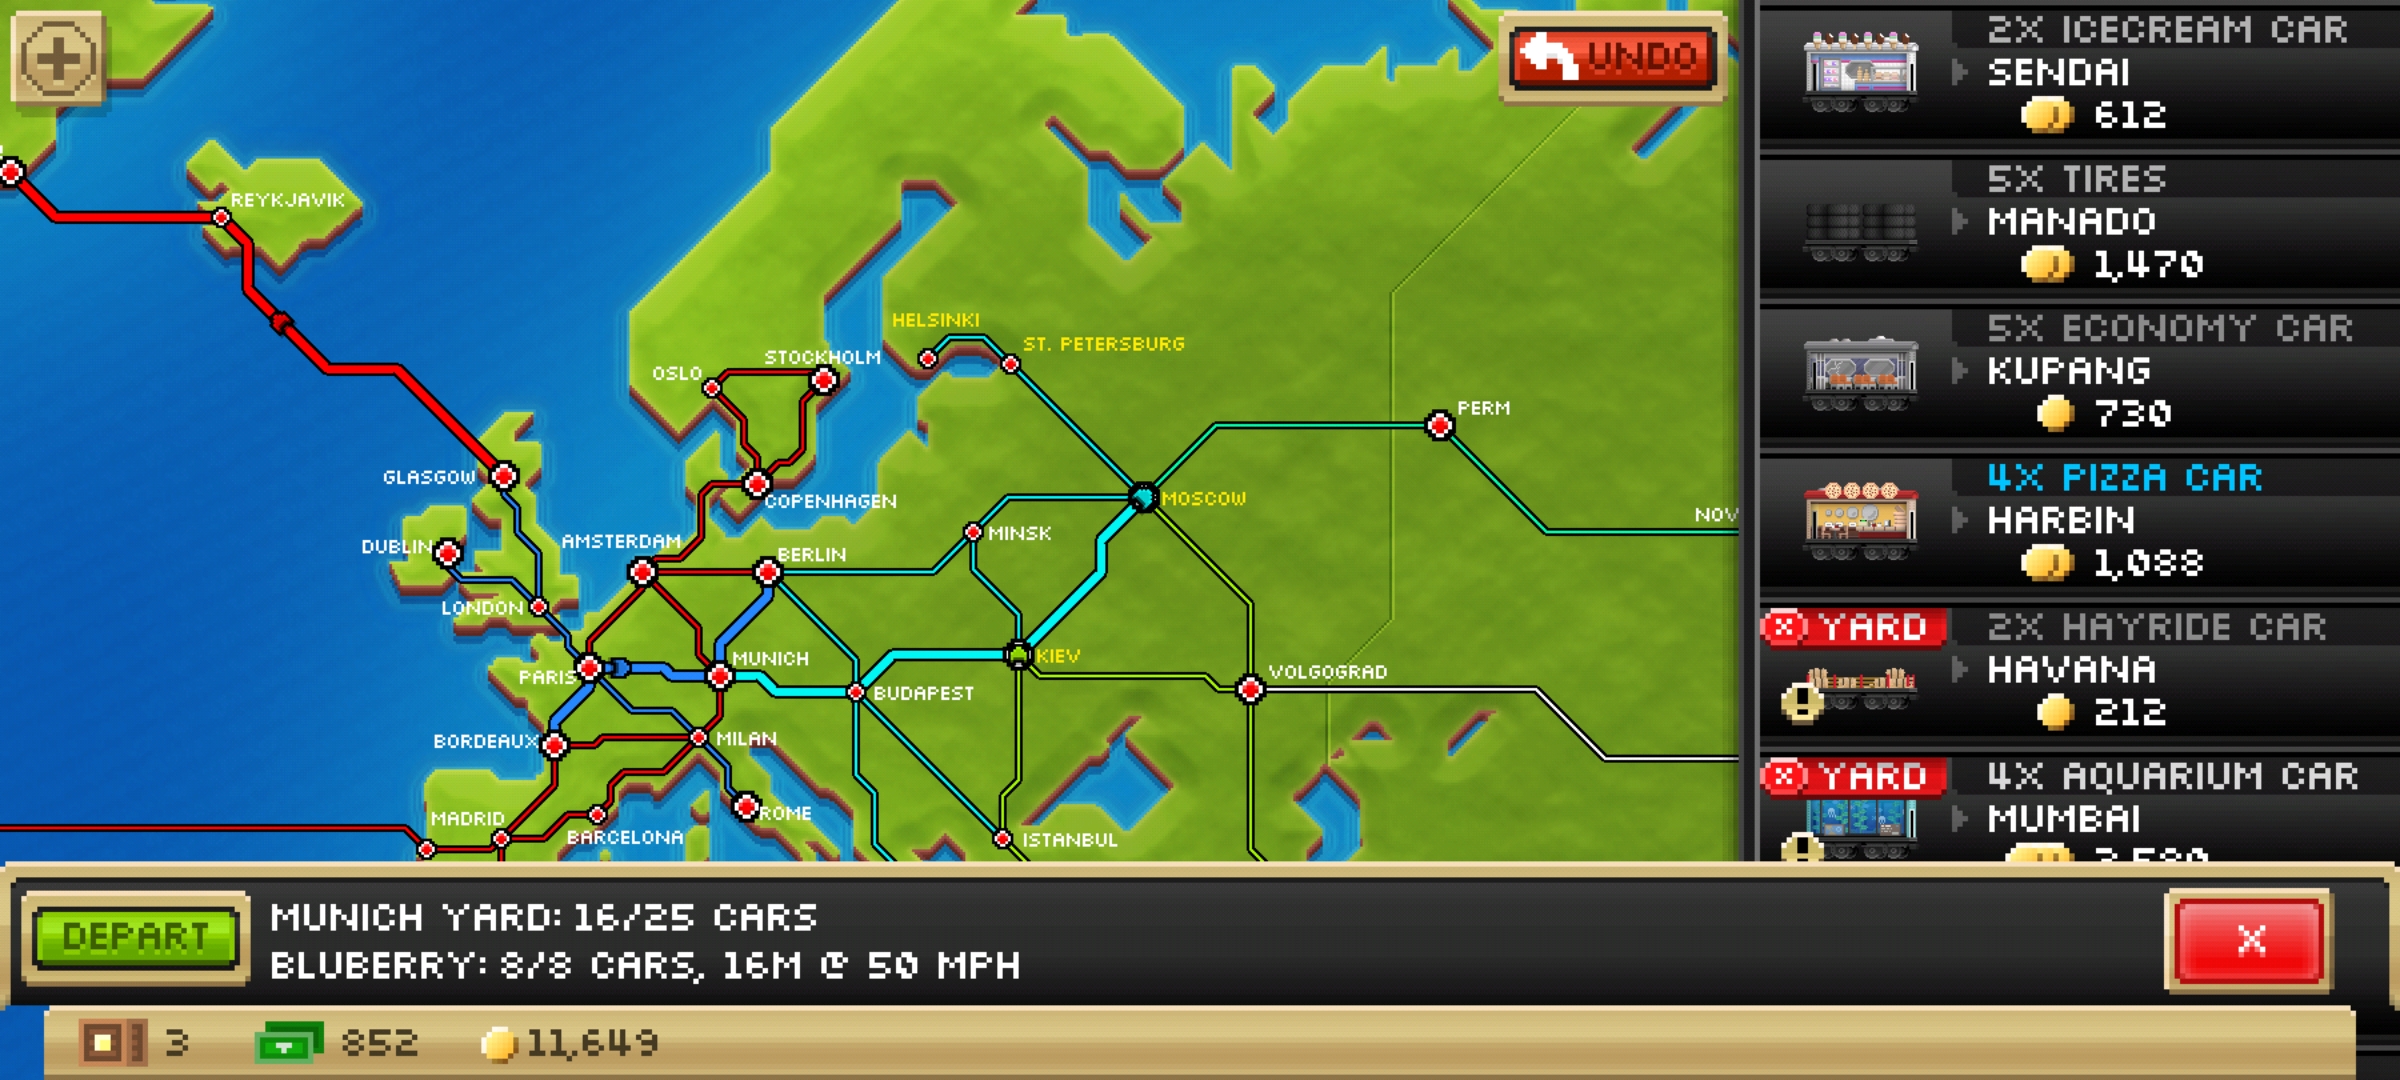 UNDO
REYKJAVIK
HELSINKI
ST. PETERSBURG
STOCKHOLM
OSLO
PERM
GLASGOW
COPENHAGEN
MOSCOW
NOV
DUBLIN
AMSTERDAM
BERLIN
MINSK
LONDON
PARIS
MUNICH
KIEV
BUDAPEST
VOLGOGRAD
BORDEAUX
MILAN
MADRID
ROME
BARCELONA
ISTANBUL
2X ICECREAM CAR
SENDAI
612
5X TIRES
MANADO
1,470
5X ECONOMY CAR
KUPANG
730
4X PIZZA CAR
HARBIN
1,088
YARD
2X HAYRIDE CAR
HAVANA
212
YARD
4X AQUARIUM CAR
MUMBAI
DEPART
MUNICH YARD: 16/25 CARS
BLUBERRY: 8/8 CARS, 16M @ 50 MPH
X
3
852
11,649